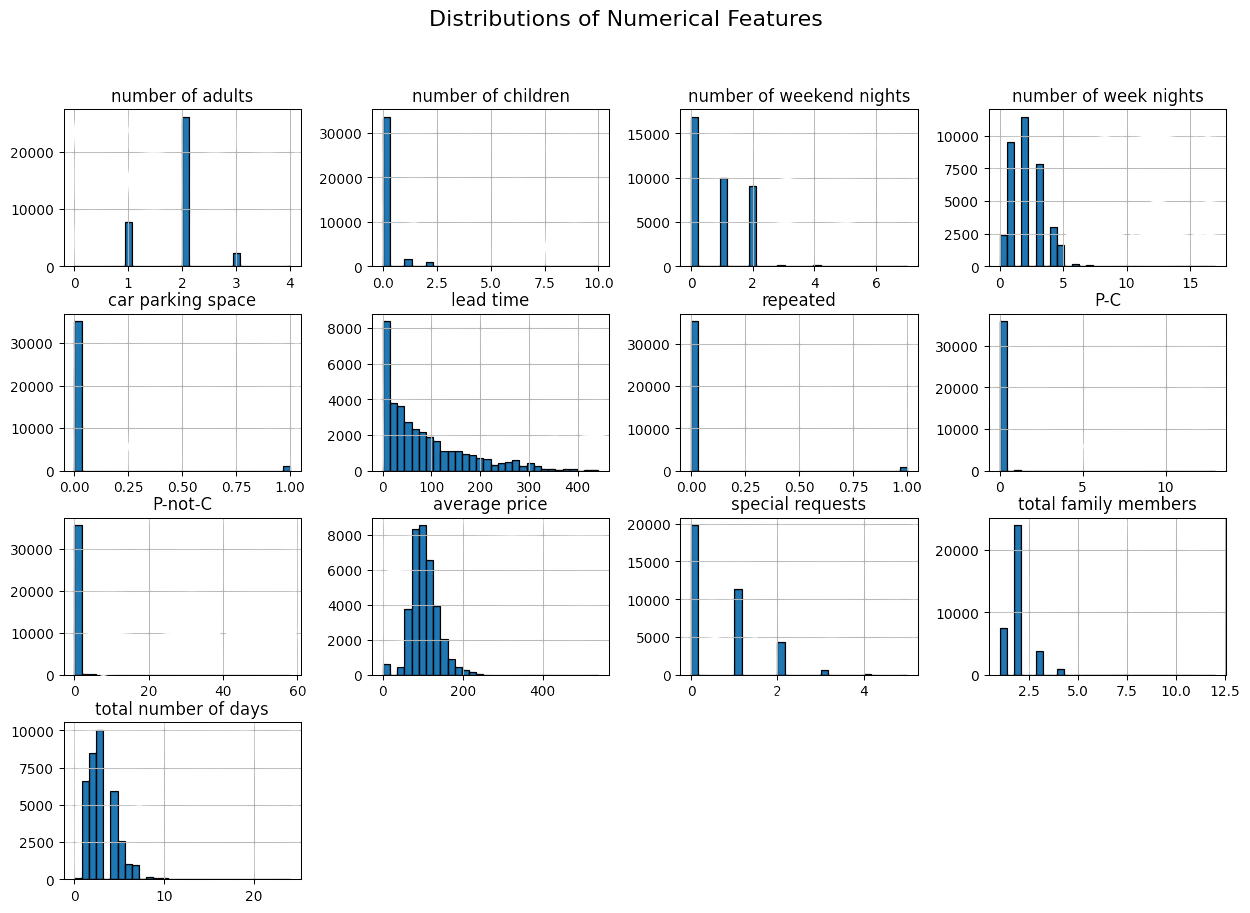 Distributions of Numerical Features
number of adults
number of children
number of weekend nights
number of week nights
20000
10000
0
0 1 2 3 4
30000
20000
10000
0
0.0 2.5 5.0 7.5 10.0
15000
10000
5000
0
0 2 4 6
10000
7500
5000
2500
0
0 5 10 15
car parking space
lead time
repeated
P-C
30000
20000
10000
0
0.00 0.25 0.50 0.75 1.00
8000
6000
4000
2000
0
0 100 200 300 400
30000
20000
10000
0
0.00 0.25 0.50 0.75 1.00
30000
20000
10000
0
0 5 10
P-not-C
average price
special requests
total family members
30000
20000
10000
0
0 20 40 60
8000
6000
4000
2000
0
0 200 400
20000
15000
10000
5000
0
0 2 4
20000
10000
0
2.5 5.0 7.5 10.0 12.5
total number of days
10000
7500
5000
2500
0
0 10 20